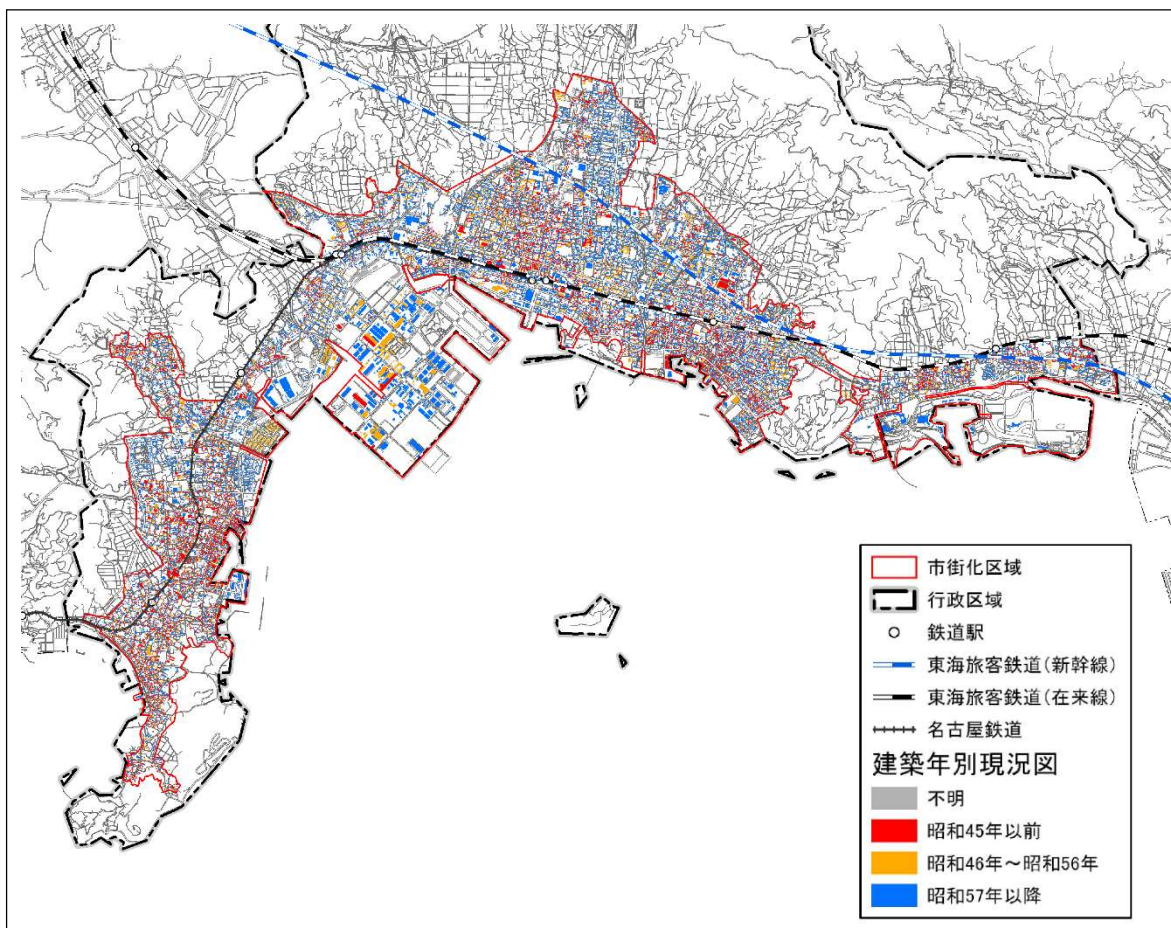 市街化区域
行政区域
鉄道駅
東海旅客鉄道(新幹線)
東海旅客鉄道(在来線)
名古屋鉄道
建築年別現況図
不明
昭和45年以前
昭和46年～昭和56年
昭和57年以降